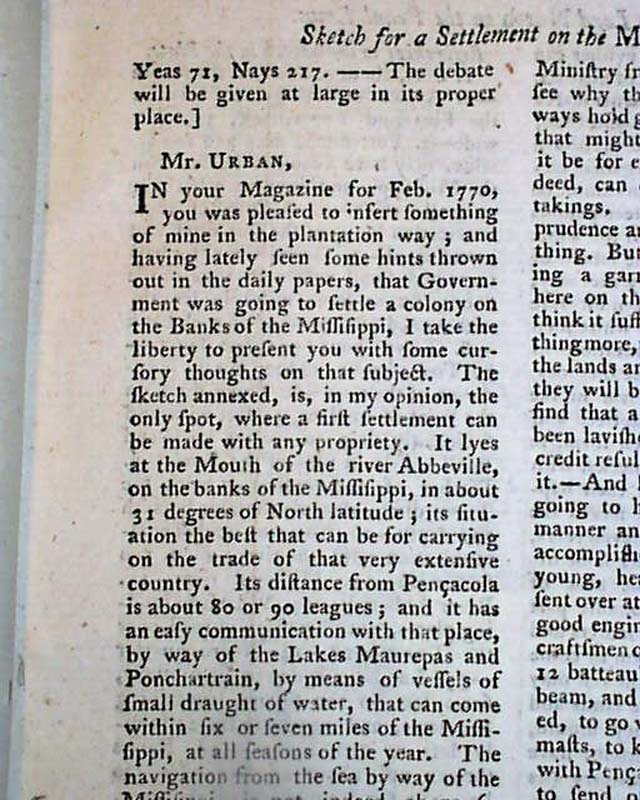 Sketch for a Settlement on the M
Yeas 71, Nays 217. —— The debate
will be given at large in its proper
place.]
Mr. URBAN,
IN your Magazine for Feb. 1770,
you was pleaſed to inſert ſomething
of mine in the plantation way ; and
having lately ſeen ſome hints thrown
out in the daily papers, that Govern-
ment was going to ſettle a colony on
the Banks of the Miſſiſippi, I take the
liberty to preſent you with ſome cur-
ſory thoughts on that ſubject. The
ſketch annexed, is, in my opinion, the
only ſpot, where a firſt ſettlement can
be made with any propriety. It lyes
at the Mouth of the river Abbeville,
on the banks of the Miſſiſippi, in about
31 degrees of North latitude ; its ſitu-
ation the beſt that can be for carrying
on the trade of that very extenſive
country. Its diſtance from Pençacola
is about 80 or 90 leagues ; and it has
an eaſy communication with that place,
by way of the Lakes Maurepas and
Ponchartrain, by means of veſſels of
ſmall draught of water, that can come
within ſix or ſeven miles of the Miſſi-
ſippi, at all ſeaſons of the year. The
navigation from the ſea by way of the
Miniſtry fr
ſee why th
ways hold g
that might
it be for e
deed, can
takings.
prudence a
thing. Bu
ing a garr
here on th
think it ſuff
thing more,
the lands ar
they will b
find that a
been laviſh
credit reſul
it.—And I
going to h
manner an
accompliſh
young, hea
ſent over at
good engin
craftſmen c
12 batteau
beam, and
ed, to go v
maſts, to k
with Penç
to ſend o